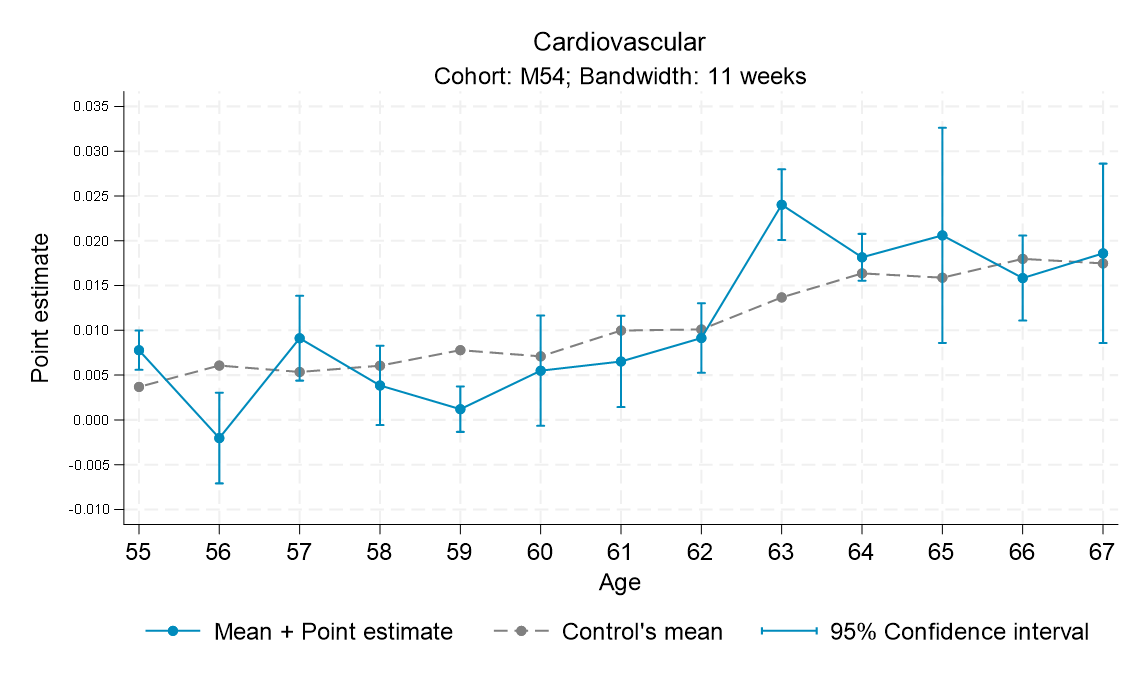 Cardiovascular
Cohort: M54; Bandwidth: 11 weeks
Point estimate
0.035
0.030
0.025
0.020
0.015
0.010
0.005
0.000
-0.005
-0.010
55 56 57 58 59 60 61 62 63 64 65 66 67
Age
Mean + Point estimate Control's mean 95% Confidence interval